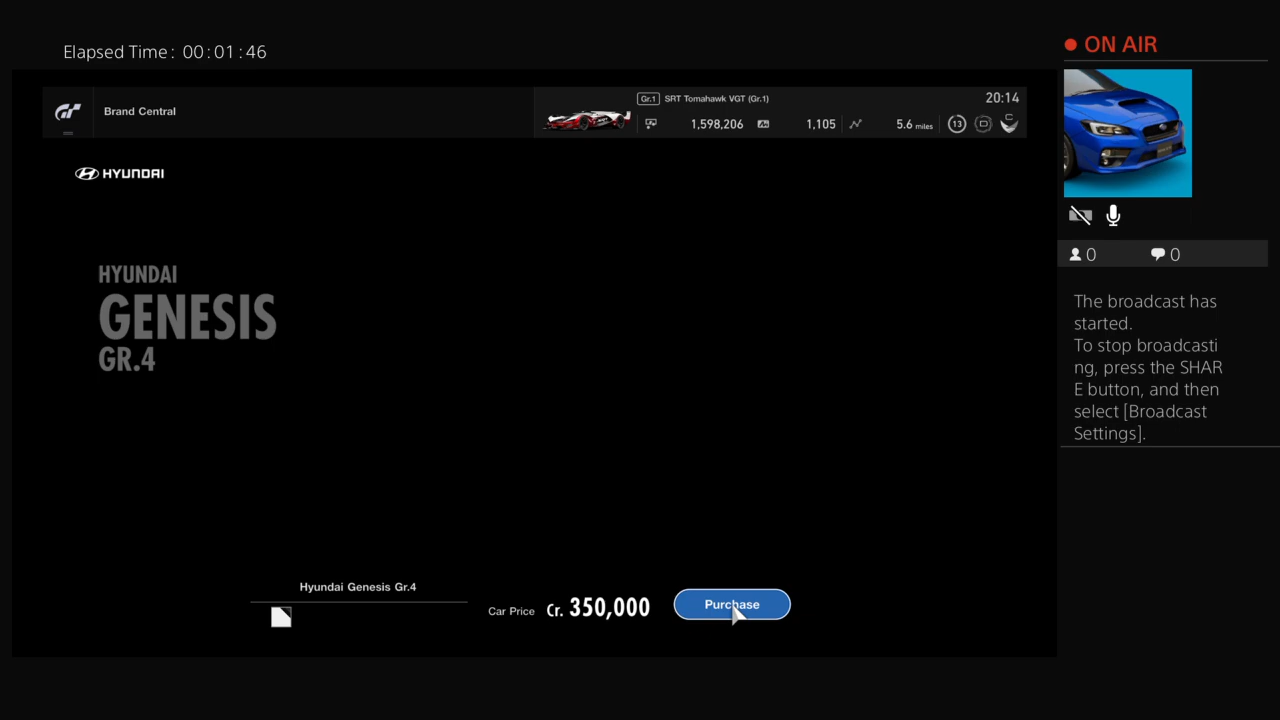 Elapsed Time: 00:01:46
ON AIR
Brand Central
Gr.1 SRT Tomahawk VGT (Gr.1)
20:14
1,598,206
1,105
5.6 miles
13
D
C
HYUNDAI
HYUNDAI
GENESIS
GR.4
0
0
The broadcast has
started.
To stop broadcasti
ng, press the SHAR
E button, and then
select [Broadcast
Settings].
Hyundai Genesis Gr.4
Car Price Cr. 350,000
Purchase